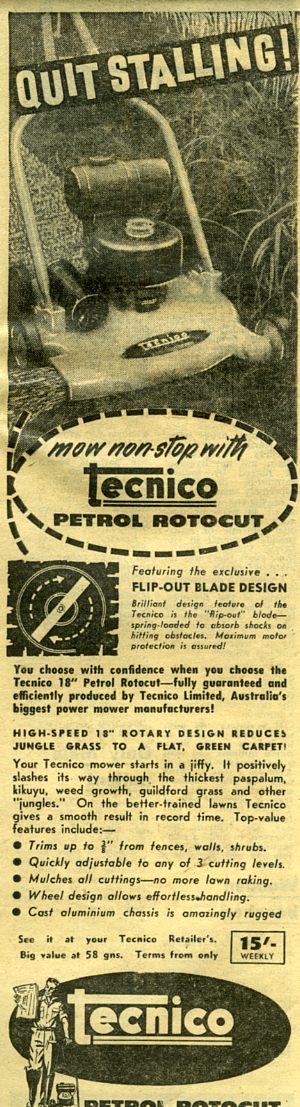 QUIT STALLING!
tecnico
mow non-stop with
tecnico
PETROL ROTOCUT
Featuring the exclusive . . .
FLIP-OUT BLADE DESIGN
Brilliant design feature of the
Tecnico is the "flip-out" blade—
spring-loaded to absorb shocks on
hitting obstacles. Maximum motor
protection is assured!
You choose with confidence when you choose the
Tecnico 18" Petrol Rotocut—fully guaranteed and
efficiently produced by Tecnico Limited, Australia's
biggest power mower manufacturers!
HIGH-SPEED 18" ROTARY DESIGN REDUCES
JUNGLE GRASS TO A FLAT, GREEN CARPET!
Your Tecnico mower starts in a jiffy. It positively
slashes its way through the thickest paspalum,
kikuyu, weed growth, guildford grass and other
"jungles." On the better-trained lawns Tecnico
gives a smooth result in record time. Top-value
features include:—
● Trims up to ⅜" from fences, walls, shrubs.
● Quickly adjustable to any of 3 cutting levels.
● Mulches all cuttings—no more lawn raking.
● Wheel design allows effortless handling.
● Cast aluminium chassis is amazingly rugged
See it at your Tecnico Retailer's.
Big value at 58 gns. Terms from only
15'-
WEEKLY
tecnico
PETROL ROTOCUT